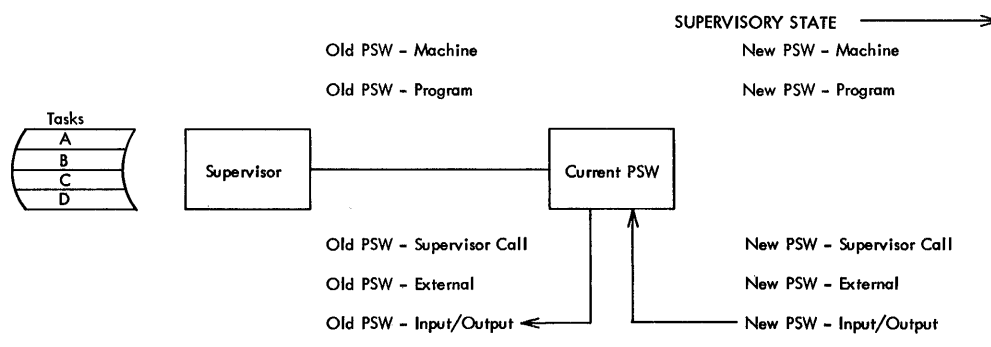 SUPERVISORY STATE
Old PSW - Machine
New PSW - Machine
Old PSW - Program
New PSW - Program
Tasks
A
B
C
D
Supervisor
Current PSW
Old PSW - Supervisor Call
New PSW - Supervisor Call
Old PSW - External
New PSW - External
Old PSW - Input/Output
New PSW - Input/Output